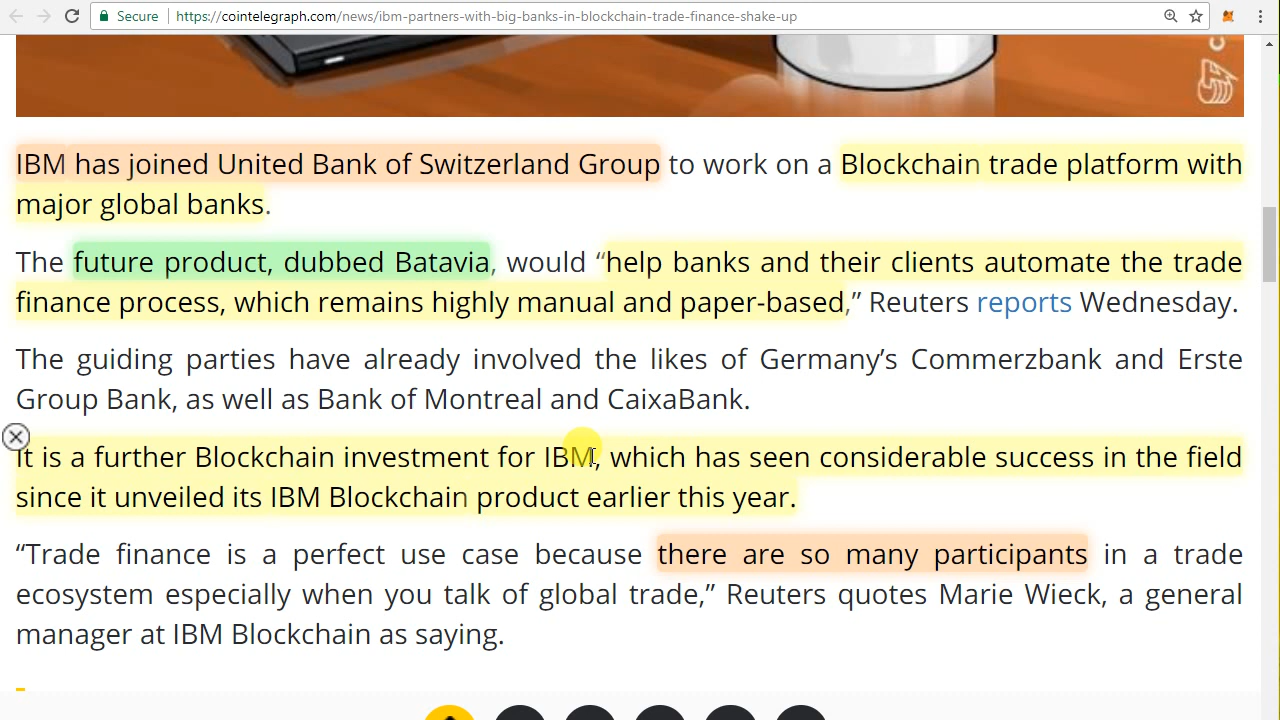 Secure https://cointelegraph.com/news/ibm-partners-with-big-banks-in-blockchain-trade-finance-shake-up
IBM has joined United Bank of Switzerland Group to work on a Blockchain trade platform with
major global banks.
The future product, dubbed Batavia, would “help banks and their clients automate the trade
finance process, which remains highly manual and paper-based,” Reuters reports Wednesday.
The guiding parties have already involved the likes of Germany’s Commerzbank and Erste
Group Bank, as well as Bank of Montreal and CaixaBank.
It is a further Blockchain investment for IBM, which has seen considerable success in the field
since it unveiled its IBM Blockchain product earlier this year.
“Trade finance is a perfect use case because there are so many participants in a trade
ecosystem especially when you talk of global trade,” Reuters quotes Marie Wieck, a general
manager at IBM Blockchain as saying.